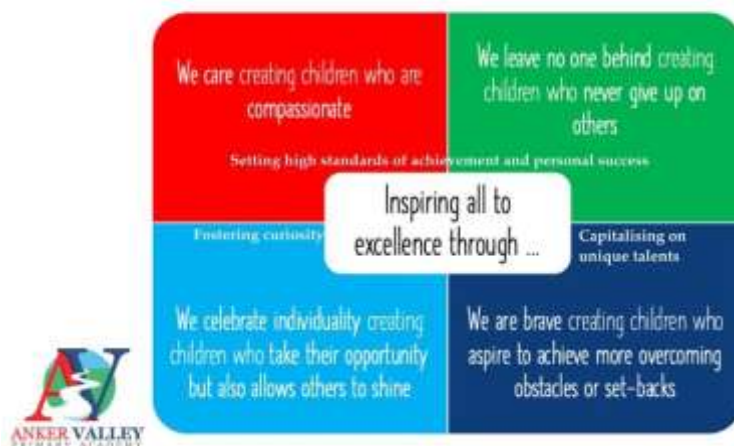 We care creating children who are
compassionate
We leave no one behind creating
children who never give up on
others
Setting high standards of achievement and personal success
Inspiring all to
excellence through ...
Fostering curiosity
Capitalising on
unique talents
We celebrate individuality creating
children who take their opportunity
but also allows others to shine
We are brave creating children who
aspire to achieve more overcoming
obstacles or set-backs
AV
ANKER VALLEY
PRIMARY ACADEMY